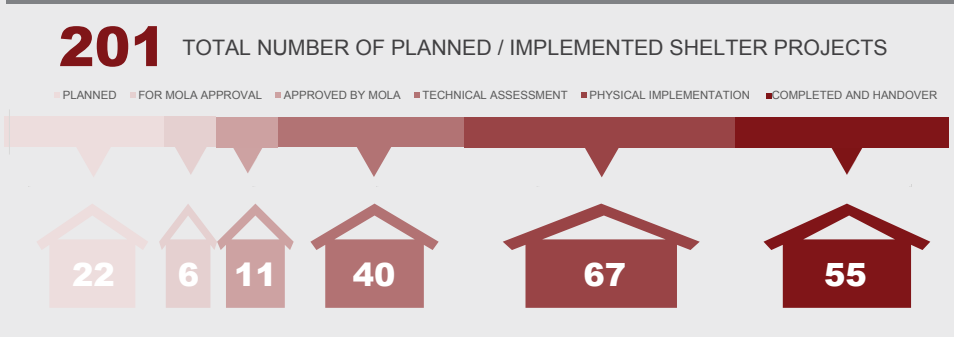 201 TOTAL NUMBER OF PLANNED / IMPLEMENTED SHELTER PROJECTS
PLANNED FOR MOLA APPROVAL APPROVED BY MOLA TECHNICAL ASSESSMENT PHYSICAL IMPLEMENTATION COMPLETED AND HANDOVER
22 6 11 40 67 55